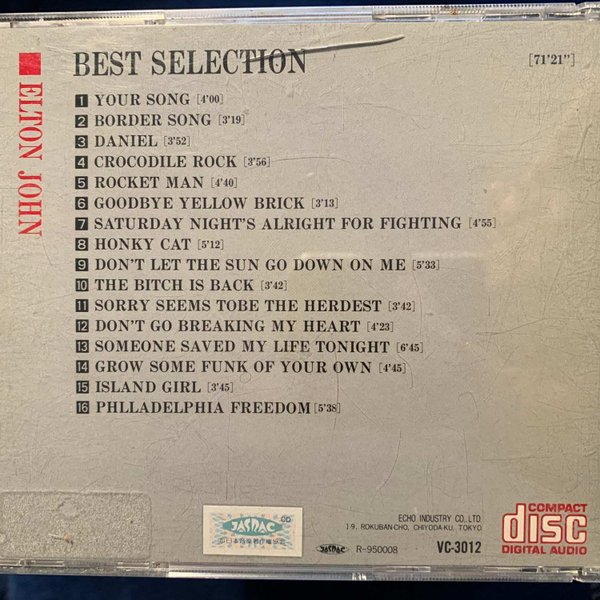 BEST SELECTION [71'21"]
ELTON JOHN
1 YOUR SONG [4'00]
2 BORDER SONG [3'19]
3 DANIEL [3'52]
4 CROCODILE ROCK [3'56]
5 ROCKET MAN [4'40]
6 GOODBYE YELLOW BRICK [3'13]
7 SATURDAY NIGHT'S ALRIGHT FOR FIGHTING [4'55]
8 HONKY CAT [5'12]
9 DON'T LET THE SUN GO DOWN ON ME [5'33]
10 THE BITCH IS BACK [3'42]
11 SORRY SEEMS TOBE THE HERDEST [3'42]
12 DON'T GO BREAKING MY HEART [4'23]
13 SOMEONE SAVED MY LIFE TONIGHT [6'45]
14 GROW SOME FUNK OF YOUR OWN [4'45]
15 ISLAND GIRL [3'45]
16 PHLLADELPHIA FREEDOM [5'38]
CD
JASRAC
ECHO INDUSTRY CO., LTD
19, ROKUBAN-CHO, CHIYODA-KU, TOKYO
JASRAC R-950008 VC-3012
COMPACT
disc
DIGITAL AUDIO